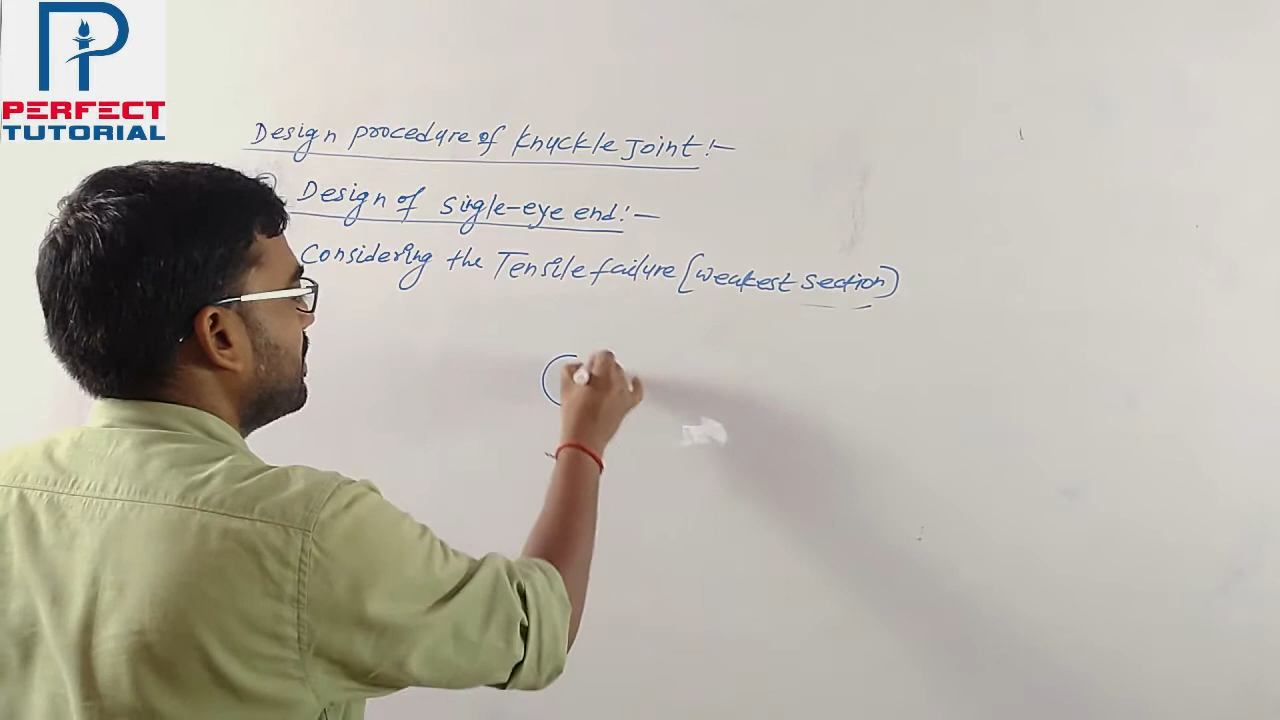 PERFECT
TUTORIAL
Design procedure of Knuckle Joint:-
Design of single-eye end:-
Considering the Tensile failure (weakest section)